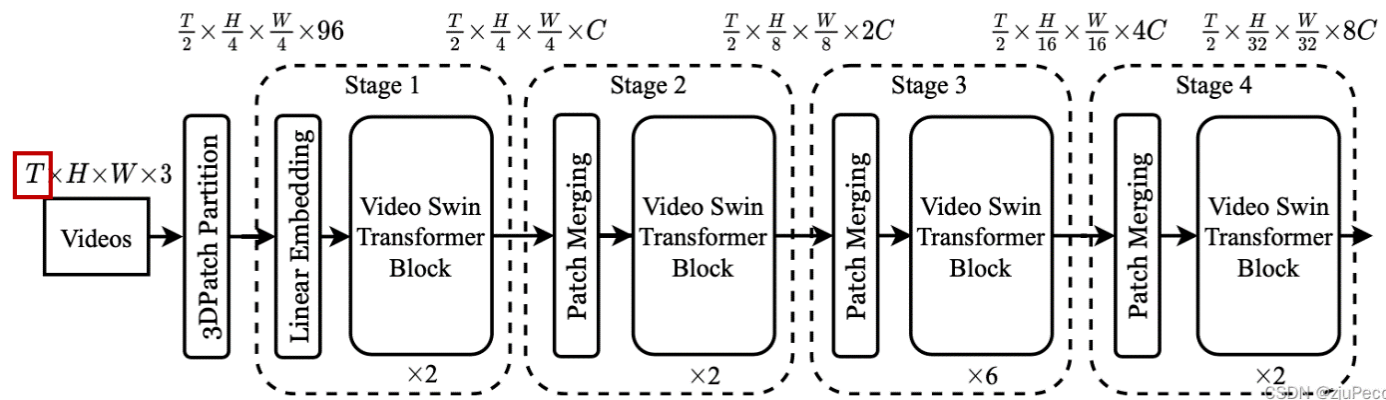 T/2 × H/4 × W/4 × 96
T/2 × H/4 × W/4 × C
T/2 × H/8 × W/8 × 2C
T/2 × H/16 × W/16 × 4C
T/2 × H/32 × W/32 × 8C
T × H × W × 3
Videos
3DPatch Partition
Stage 1
Linear Embedding
Video Swin
Transformer
Block
×2
Stage 2
Patch Merging
Video Swin
Transformer
Block
×2
Stage 3
Patch Merging
Video Swin
Transformer
Block
×6
Stage 4
Patch Merging
Video Swin
Transformer
Block
×2
CSDN @zjuPeco